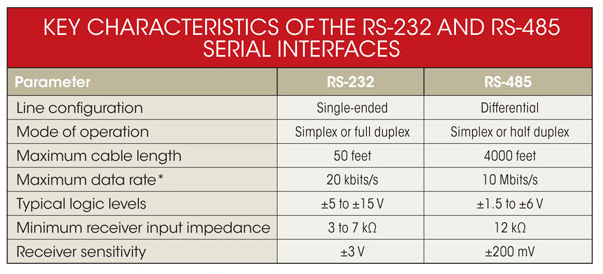 KEY CHARACTERISTICS OF THE RS-232 AND RS-485
SERIAL INTERFACES
Parameter RS-232 RS-485
Line configuration Single-ended Differential
Mode of operation Simplex or full duplex Simplex or half duplex
Maximum cable length 50 feet 4000 feet
Maximum data rate* 20 kbits/s 10 Mbits/s
Typical logic levels ±5 to ±15 V ±1.5 to ±6 V
Minimum receiver input impedance 3 to 7 kΩ 12 kΩ
Receiver sensitivity ±3 V ±200 mV